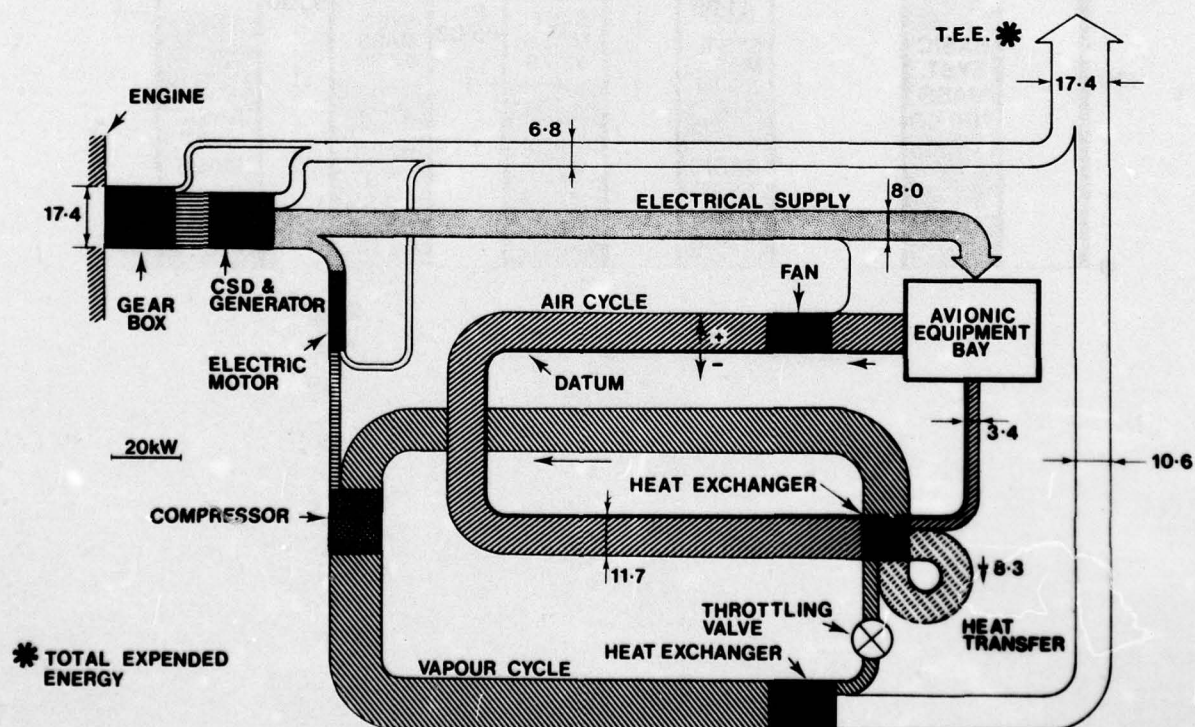 T.E.E. *
17·4
ENGINE
6·8
17·4
ELECTRICAL SUPPLY
8·0
GEAR
BOX
CSD &
GENERATOR
FAN
AIR CYCLE
+
-
AVIONIC
EQUIPMENT
BAY
ELECTRIC
MOTOR
DATUM
3·4
20kW
10·6
HEAT EXCHANGER
COMPRESSOR
11·7
8·3
THROTTLING
VALVE
HEAT
TRANSFER
HEAT EXCHANGER
VAPOUR CYCLE
* TOTAL EXPENDED
ENERGY